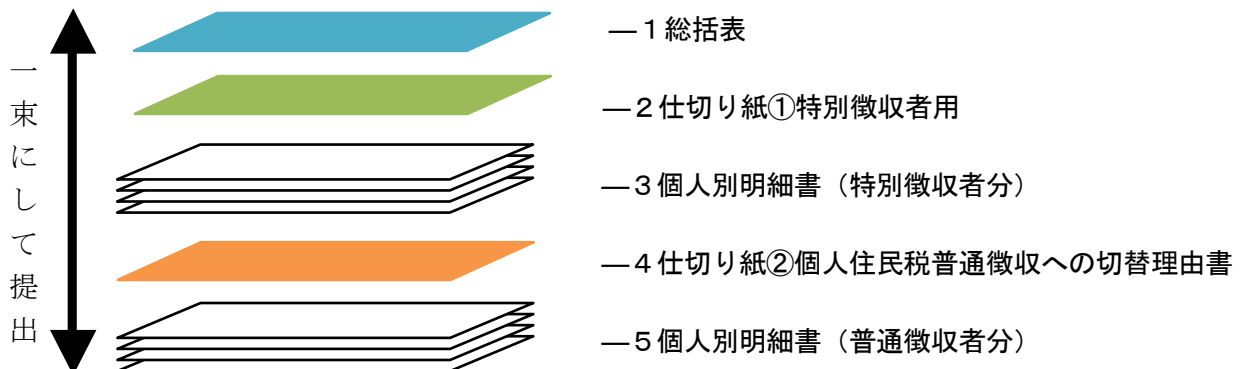 一束にして提出
―１総括表
―２仕切り紙①特別徴収者用
―３個人別明細書（特別徴収者分）
―４仕切り紙②個人住民税普通徴収への切替理由書
―５個人別明細書（普通徴収者分）